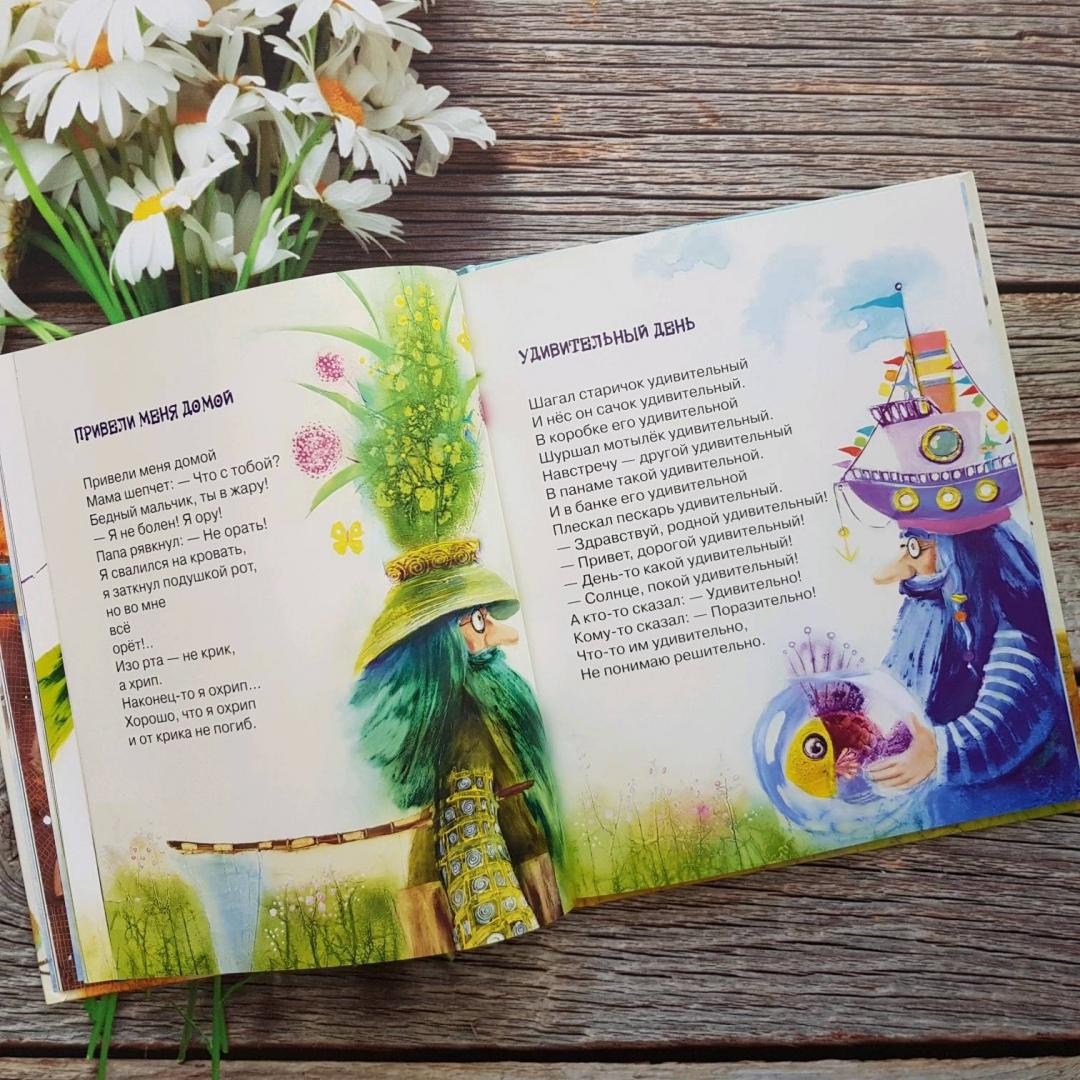 ПРИВЕЛИ МЕНЯ ДОМОЙ
Привели меня домой
Мама шепчет: — Что с тобой?
Бедный мальчик, ты в жару!
— Я не болен! Я ору!
Папа рявкнул: — Не орать!
Я свалился на кровать,
я заткнул подушкой рот,
но во мне
всё
орёт!..
Изо рта — не крик,
а хрип.
Наконец-то я охрип...
Хорошо, что я охрип
и от крика не погиб.
УДИВИТЕЛЬНЫЙ ДЕНЬ
Шагал старичок удивительный
И нёс он сачок удивительный.
В коробке его удивительной
Шуршал мотылёк удивительный.
Навстречу — другой удивительный
В панаме такой удивительной.
И в банке его удивительной
Плескал пескарь удивительный.
— Здравствуй, родной удивительный!
— Привет, дорогой удивительный!
— День-то какой удивительный!
— Солнце, покой удивительный!
А кто-то сказал: — Удивительно!
Кому-то сказал: — Поразительно!
Что-то им удивительно,
Не понимаю решительно.